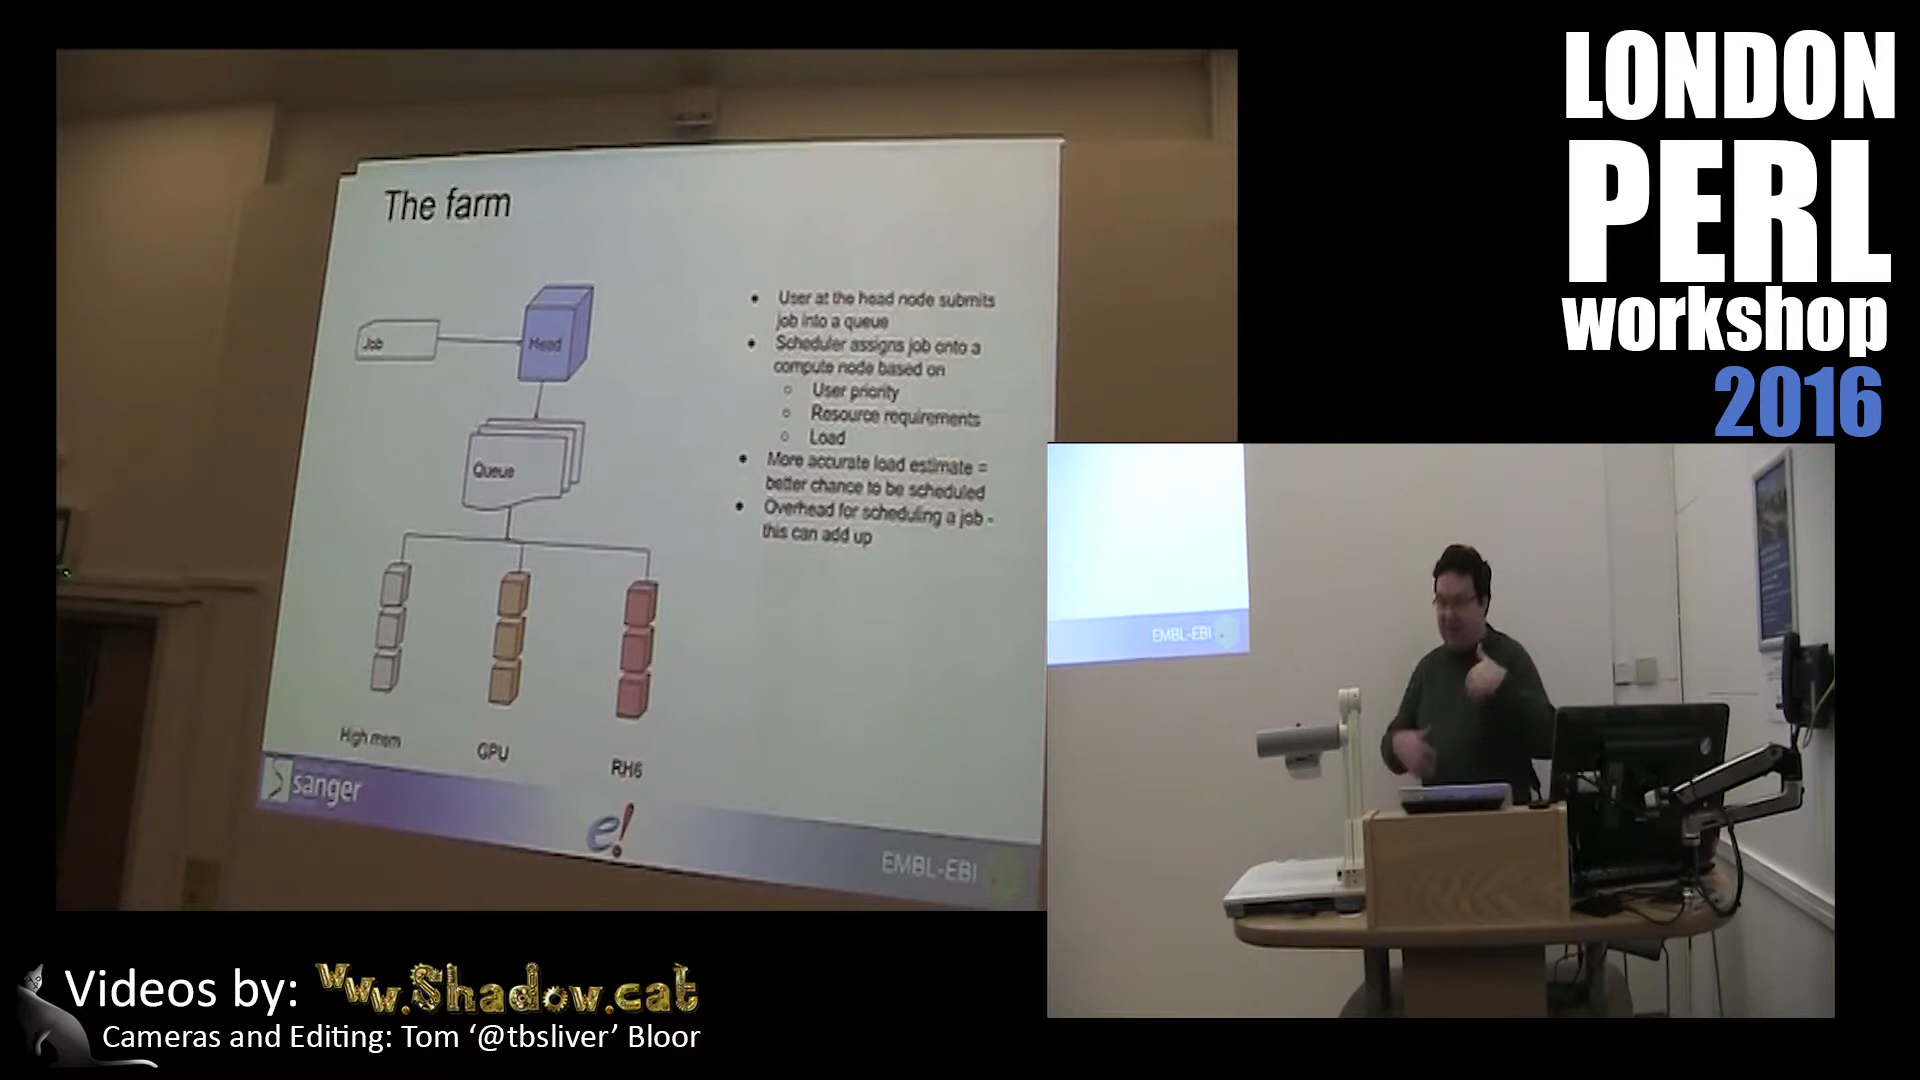 LONDON
PERL
workshop
2016
The farm
Job
Head
Queue
High mem
GPU
RH6
• User at the head node submits
job into a queue
• Scheduler assigns job onto a
compute node based on
○ User priority
○ Resource requirements
○ Load
• More accurate load estimate =
better chance to be scheduled
• Overhead for scheduling a job -
this can add up
sanger
e!
EMBL-EBI
EMBL-EBI
Videos by: www.Shadow.cat
Cameras and Editing: Tom ‘@tbsliver’ Bloor